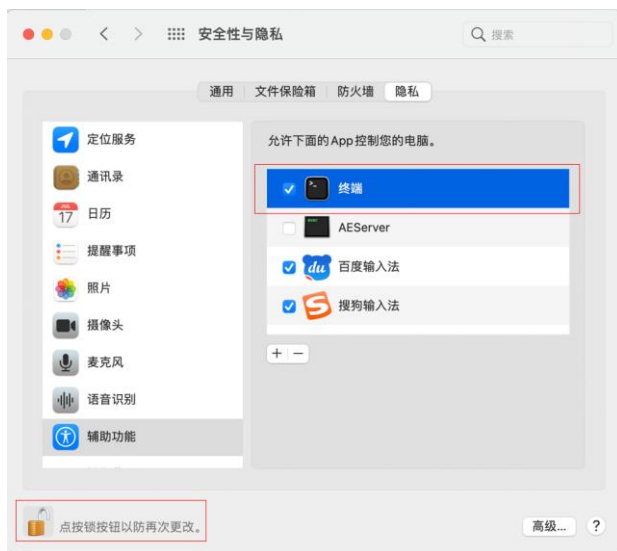 安全性与隐私
搜索
通用 文件保险箱 防火墙 隐私
定位服务
通讯录
17 日历
提醒事项
照片
摄像头
麦克风
语音识别
辅助功能
允许下面的App控制您的电脑。
终端
AEServer
du 百度输入法
搜狗输入法
+ −
点按锁按钮以防再次更改。
高级... ?